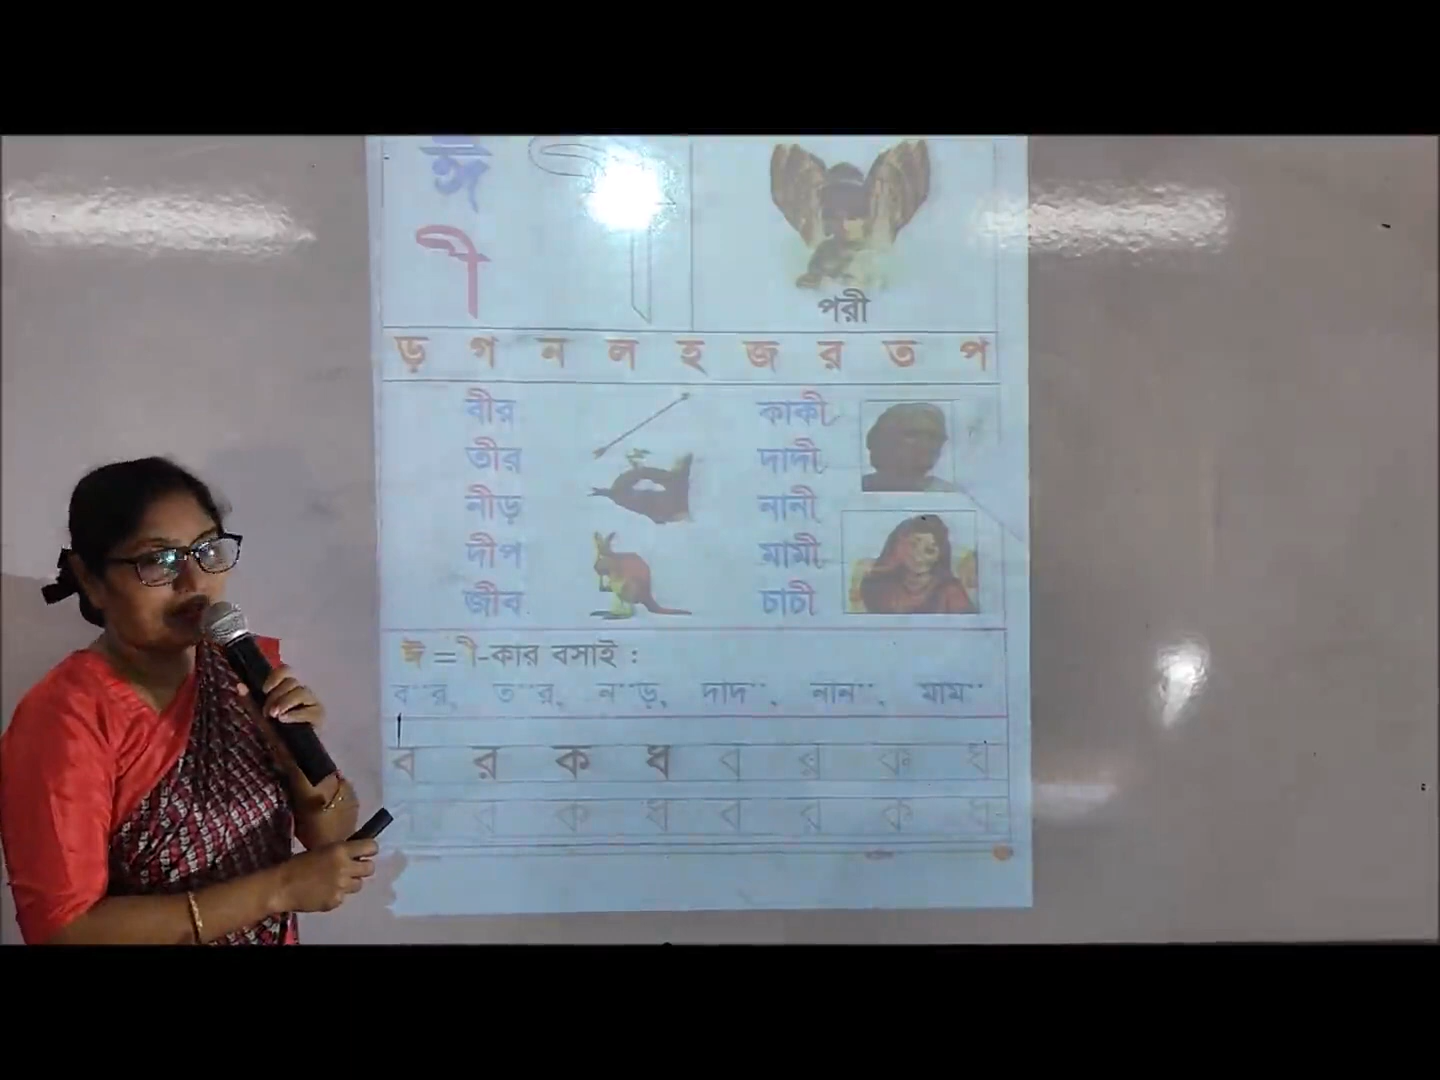 ঈ
ী
পরী
ড় গ ন ল হ জ র ত প
বীর কাকী
তীর দাদী
নীড় নানী
দীপ মামী
জীব চাচী
ঈ = ী-কার বসাই :
ব--র, ত--র, ন--ড়, দাদ--, নান--, মাম--
ব র ক ধ ব র ক ধ
ব র ক ধ ব র ক ধ